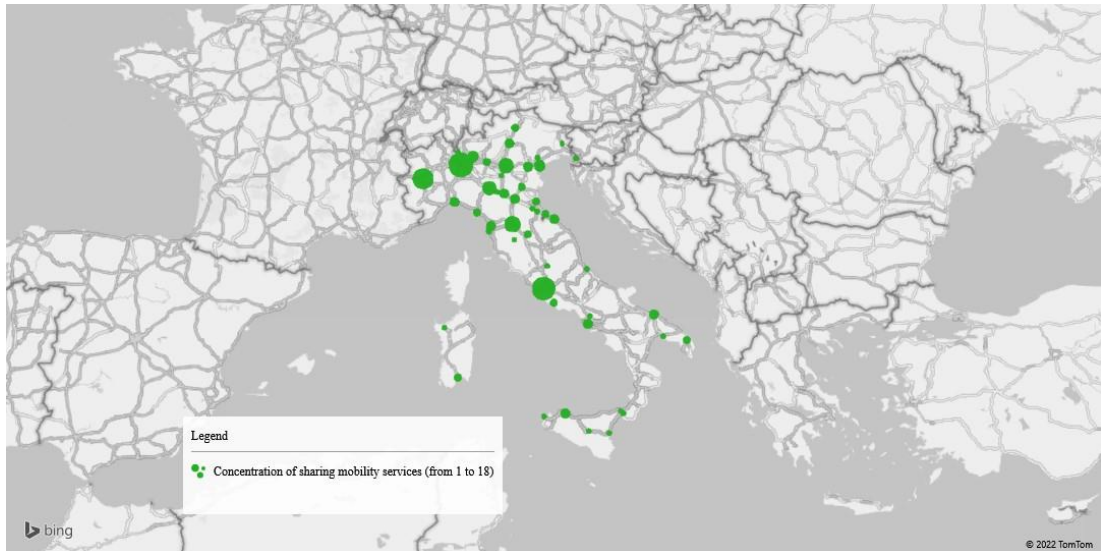 Legend
Concentration of sharing mobility services (from 1 to 18)
bing
© 2022 TomTom